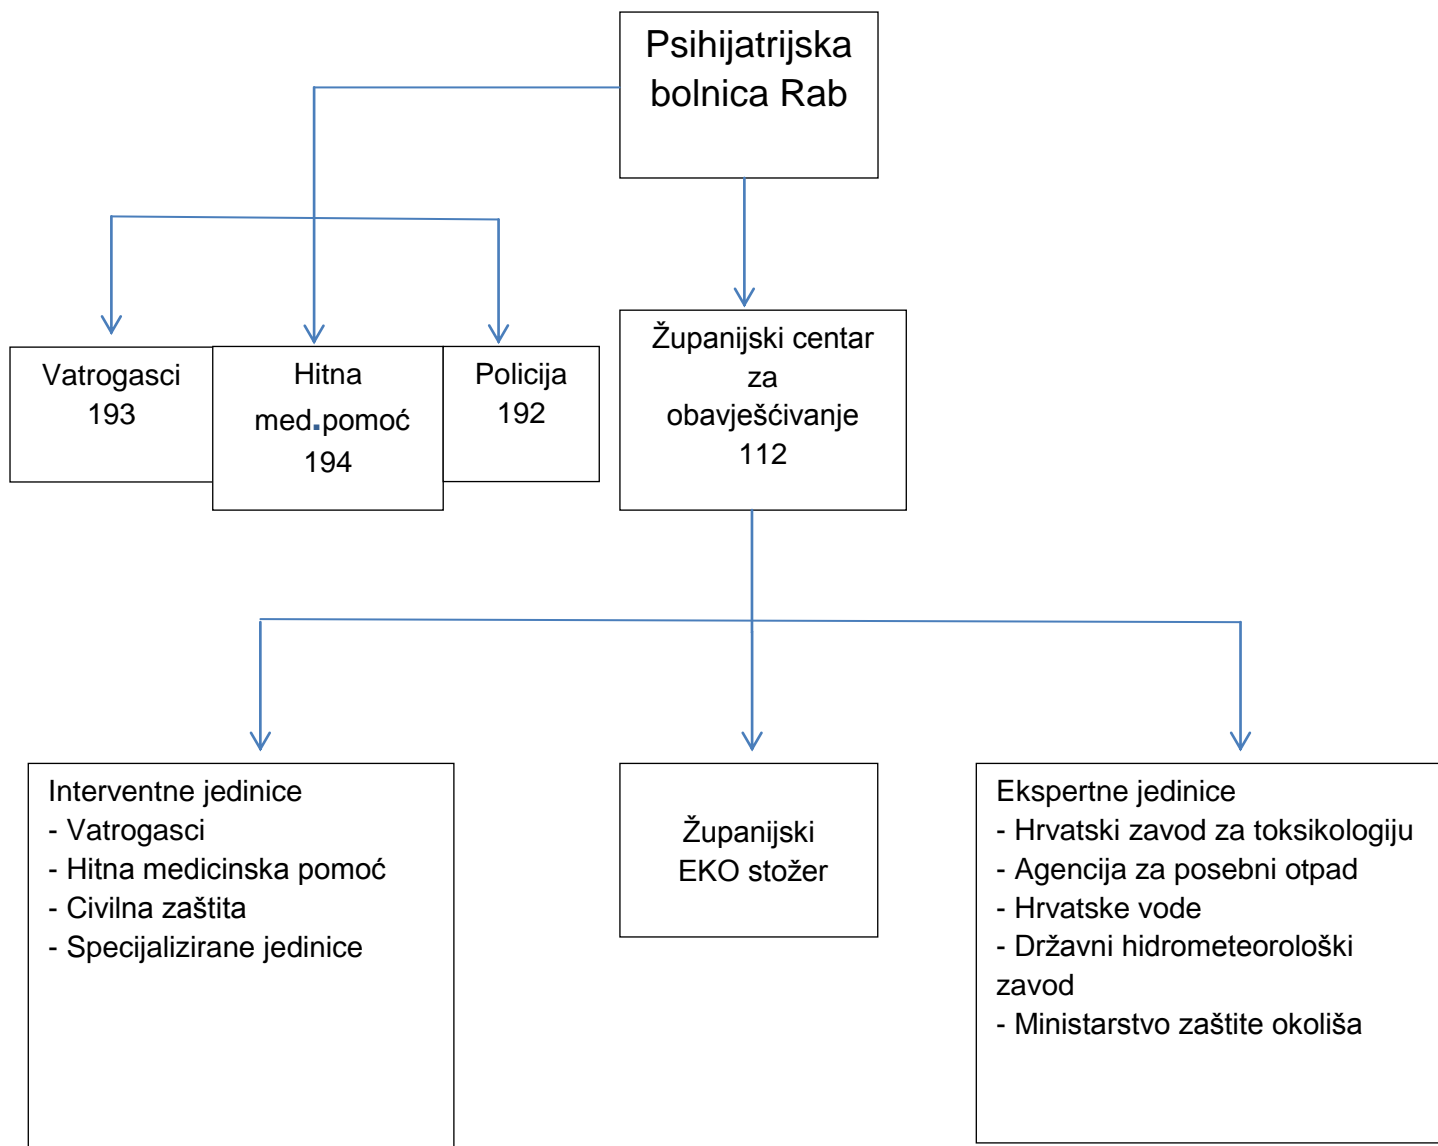 Psihijatrijska
bolnica Rab
Vatrogasci
193
Hitna
med.pomoć
194
Policija
192
Županijski centar
za
obavješćivanje
112
Interventne jedinice
- Vatrogasci
- Hitna medicinska pomoć
- Civilna zaštita
- Specijalizirane jedinice
Županijski
EKO stožer
Ekspertne jedinice
- Hrvatski zavod za toksikologiju
- Agencija za posebni otpad
- Hrvatske vode
- Državni hidrometeorološki
zavod
- Ministarstvo zaštite okoliša